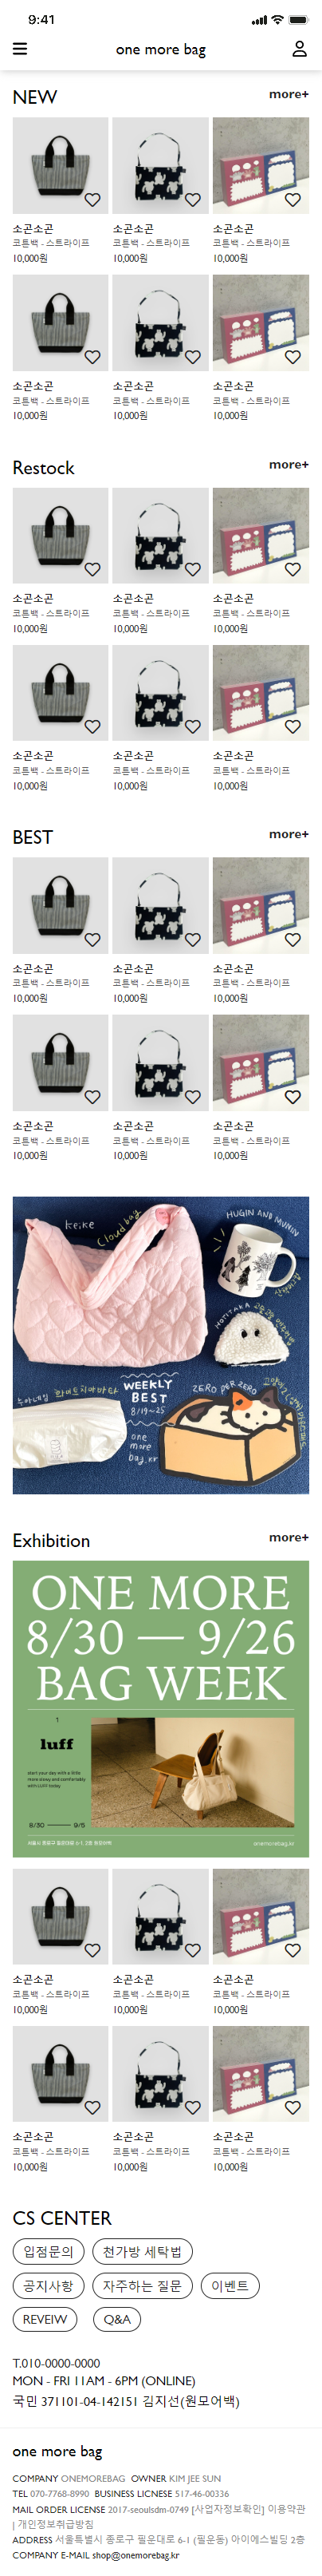 9:41
one more bag
NEW
more+
소곤소곤 소곤소곤 소곤소곤
코튼백 - 스트라이프 코튼백 - 스트라이프 코튼백 - 스트라이프
10,000원 10,000원 10,000원
소곤소곤 소곤소곤 소곤소곤
코튼백 - 스트라이프 코튼백 - 스트라이프 코튼백 - 스트라이프
10,000원 10,000원 10,000원
Restock
more+
소곤소곤 소곤소곤 소곤소곤
코튼백 - 스트라이프 코튼백 - 스트라이프 코튼백 - 스트라이프
10,000원 10,000원 10,000원
소곤소곤 소곤소곤 소곤소곤
코튼백 - 스트라이프 코튼백 - 스트라이프 코튼백 - 스트라이프
10,000원 10,000원 10,000원
BEST
more+
소곤소곤 소곤소곤 소곤소곤
코튼백 - 스트라이프 코튼백 - 스트라이프 코튼백 - 스트라이프
10,000원 10,000원 10,000원
소곤소곤 소곤소곤 소곤소곤
코튼백 - 스트라이프 코튼백 - 스트라이프 코튼백 - 스트라이프
10,000원 10,000원 10,000원
keike
Cloud bag
HUGIN AND MUNIN
WEEKLY
BEST
8/19~25
one
more
bag.kr
ZERO PER ZERO
Exhibition
more+
ONE MORE
8/30 — 9/26
BAG WEEK
1
luff
start your day with a little
more slowly and comfortably
with LUFF today
8/30 — 9/5
onemorebag.kr
소곤소곤 소곤소곤 소곤소곤
코튼백 - 스트라이프 코튼백 - 스트라이프 코튼백 - 스트라이프
10,000원 10,000원 10,000원
소곤소곤 소곤소곤 소곤소곤
코튼백 - 스트라이프 코튼백 - 스트라이프 코튼백 - 스트라이프
10,000원 10,000원 10,000원
CS CENTER
입점문의 천가방 세탁법
공지사항 자주하는 질문 이벤트
REVEIW Q&A
T.010-0000-0000
MON - FRI 11AM - 6PM (ONLINE)
국민 371101-04-142151 김지선(원모어백)
one more bag
COMPANY ONEMOREBAG OWNER KIM JEE SUN
TEL 070-7768-8990 BUSINESS LICNESE 517-46-00336
MAIL ORDER LICENSE 2017-seoulsdm-0749 [사업자정보확인] 이용약관
| 개인정보취급방침
ADDRESS 서울특별시 종로구 필운대로 6-1 (필운동) 아이에스빌딩 2층
COMPANY E-MAIL shop@onemorebag.kr